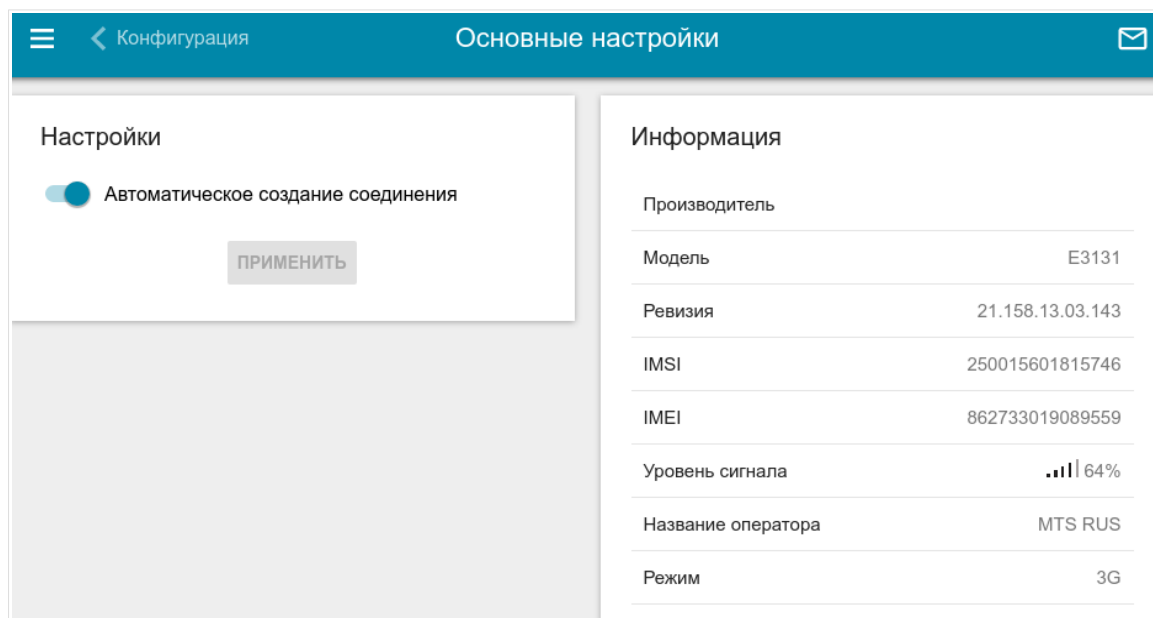 Конфигурация
Основные настройки
Настройки
Автоматическое создание соединения
ПРИМЕНИТЬ
Информация
Производитель
Модель E3131
Ревизия 21.158.13.03.143
IMSI 250015601815746
IMEI 862733019089559
Уровень сигнала 64%
Название оператора MTS RUS
Режим 3G